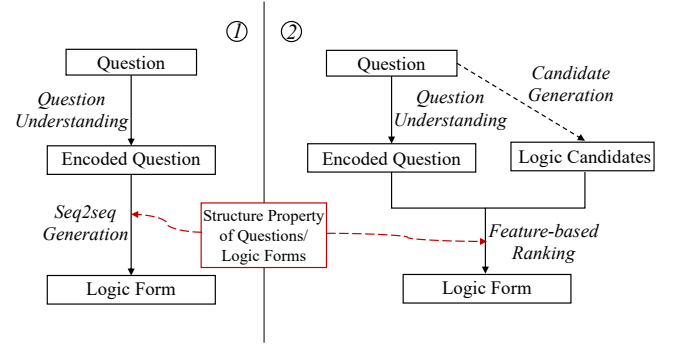 ①
Question
Question
Understanding
Encoded Question
Seq2seq
Generation
Logic Form
Structure Property
of Questions/
Logic Forms
②
Question
Candidate
Generation
Question
Understanding
Encoded Question
Logic Candidates
Feature-based
Ranking
Logic Form